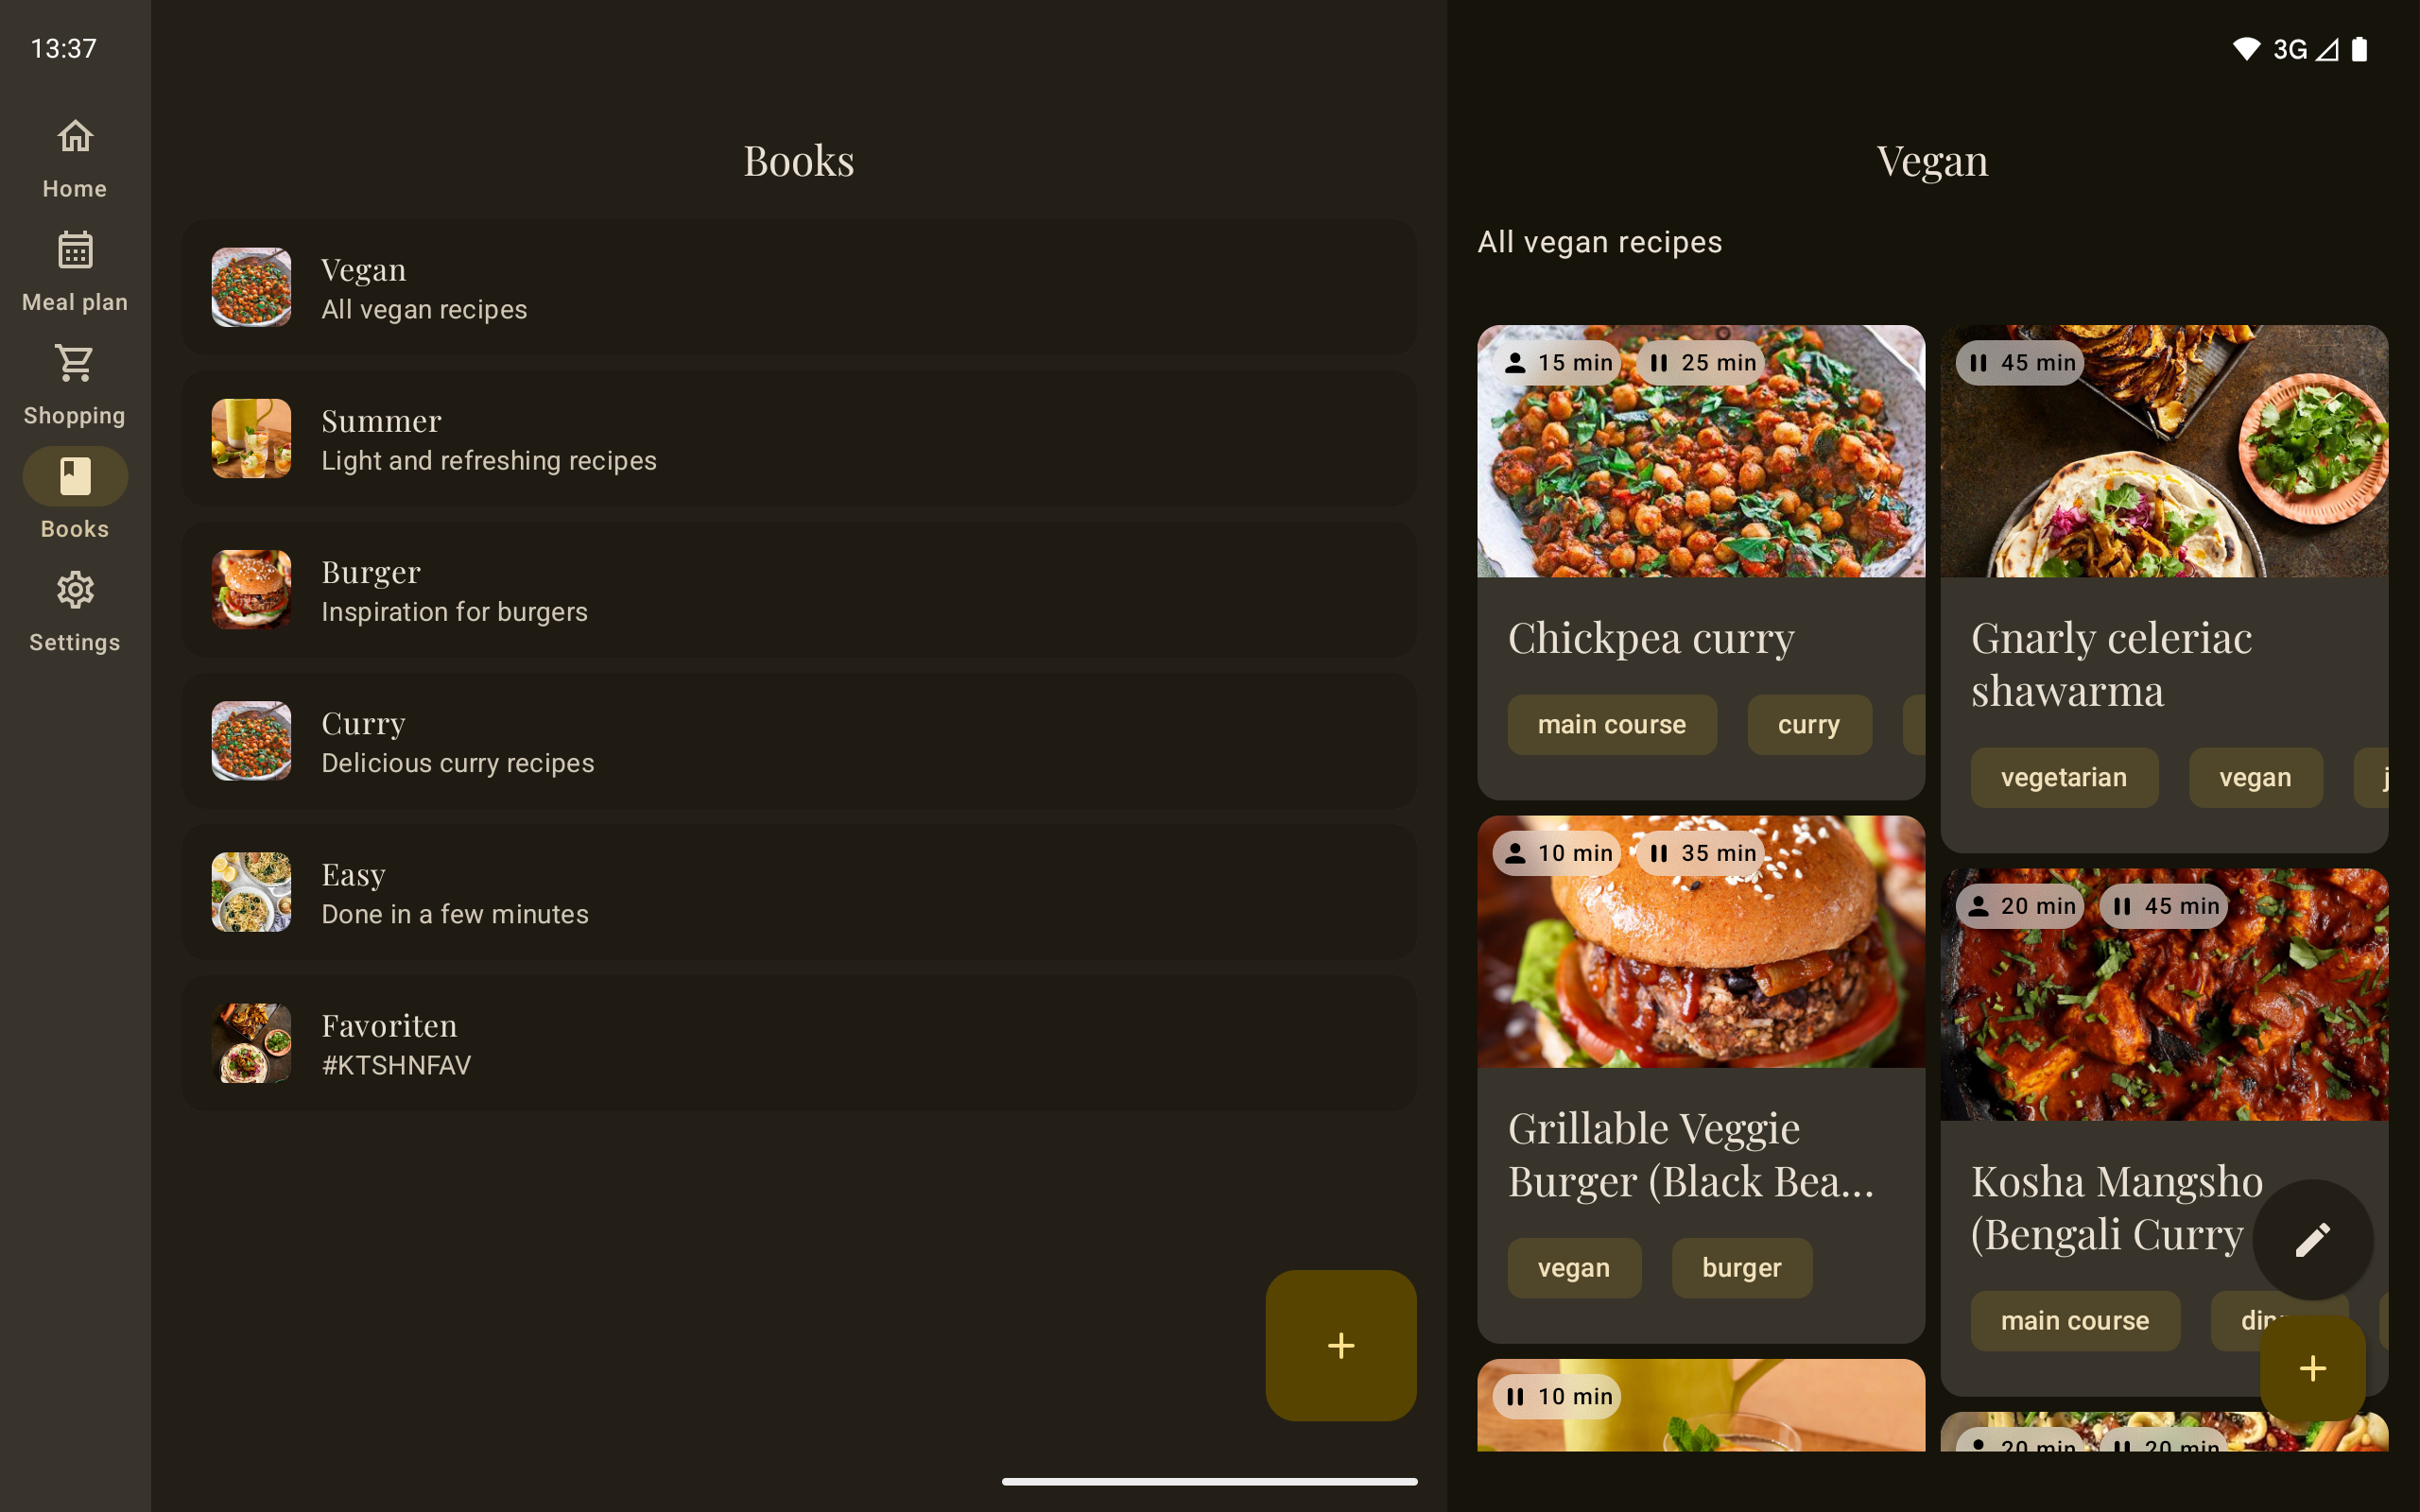 13:37
3G
Home
Meal plan
Shopping
Books
Settings
Books
Vegan
All vegan recipes
Summer
Light and refreshing recipes
Burger
Inspiration for burgers
Curry
Delicious curry recipes
Easy
Done in a few minutes
Favoriten
#KTSHNFAV
+
Vegan
All vegan recipes
15 min 25 min
Chickpea curry
main course curry
45 min
Gnarly celeriac
shawarma
vegetarian vegan j
10 min 35 min
Grillable Veggie
Burger (Black Bea...
vegan burger
20 min 45 min
Kosha Mangsho
(Bengali Curry
main course
+
10 min
20 min 20 min